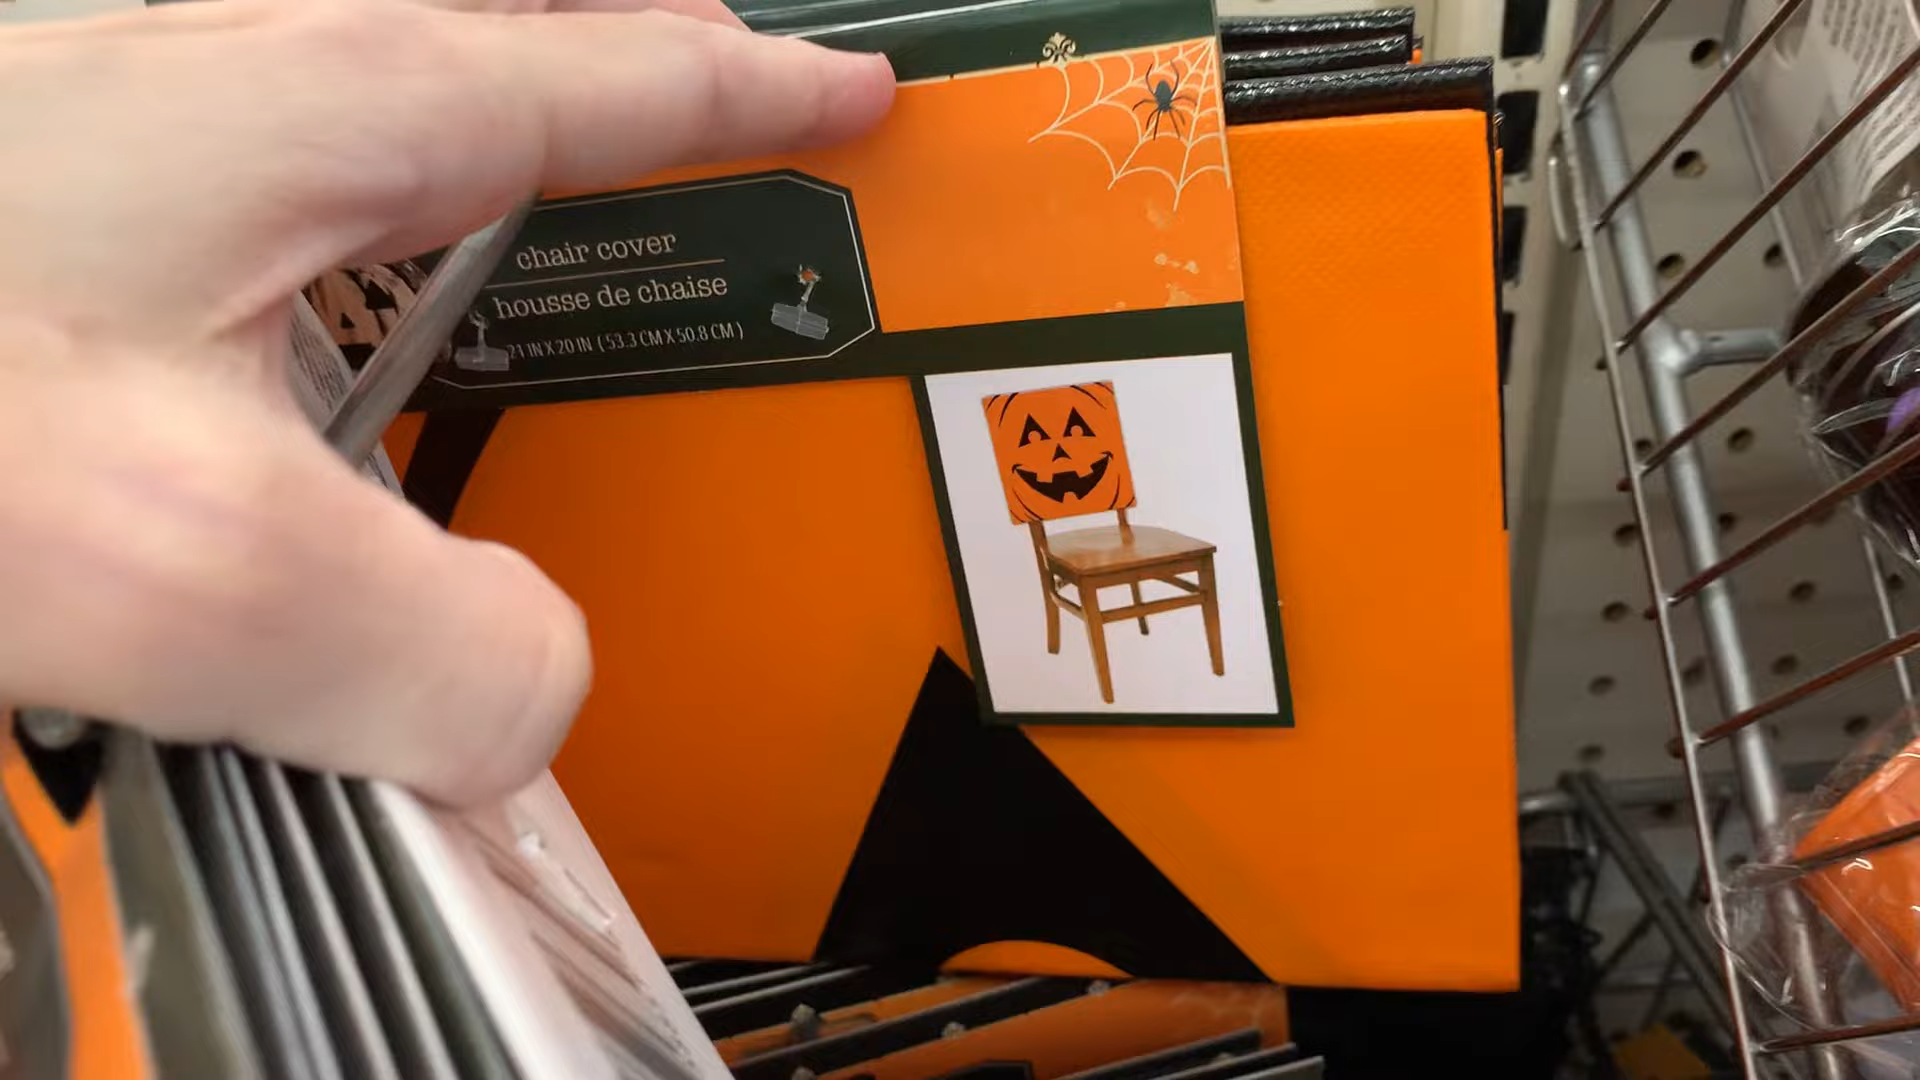 chair cover
housse de chaise
21 IN X 20 IN ( 53.3 CM X 50.8 CM )